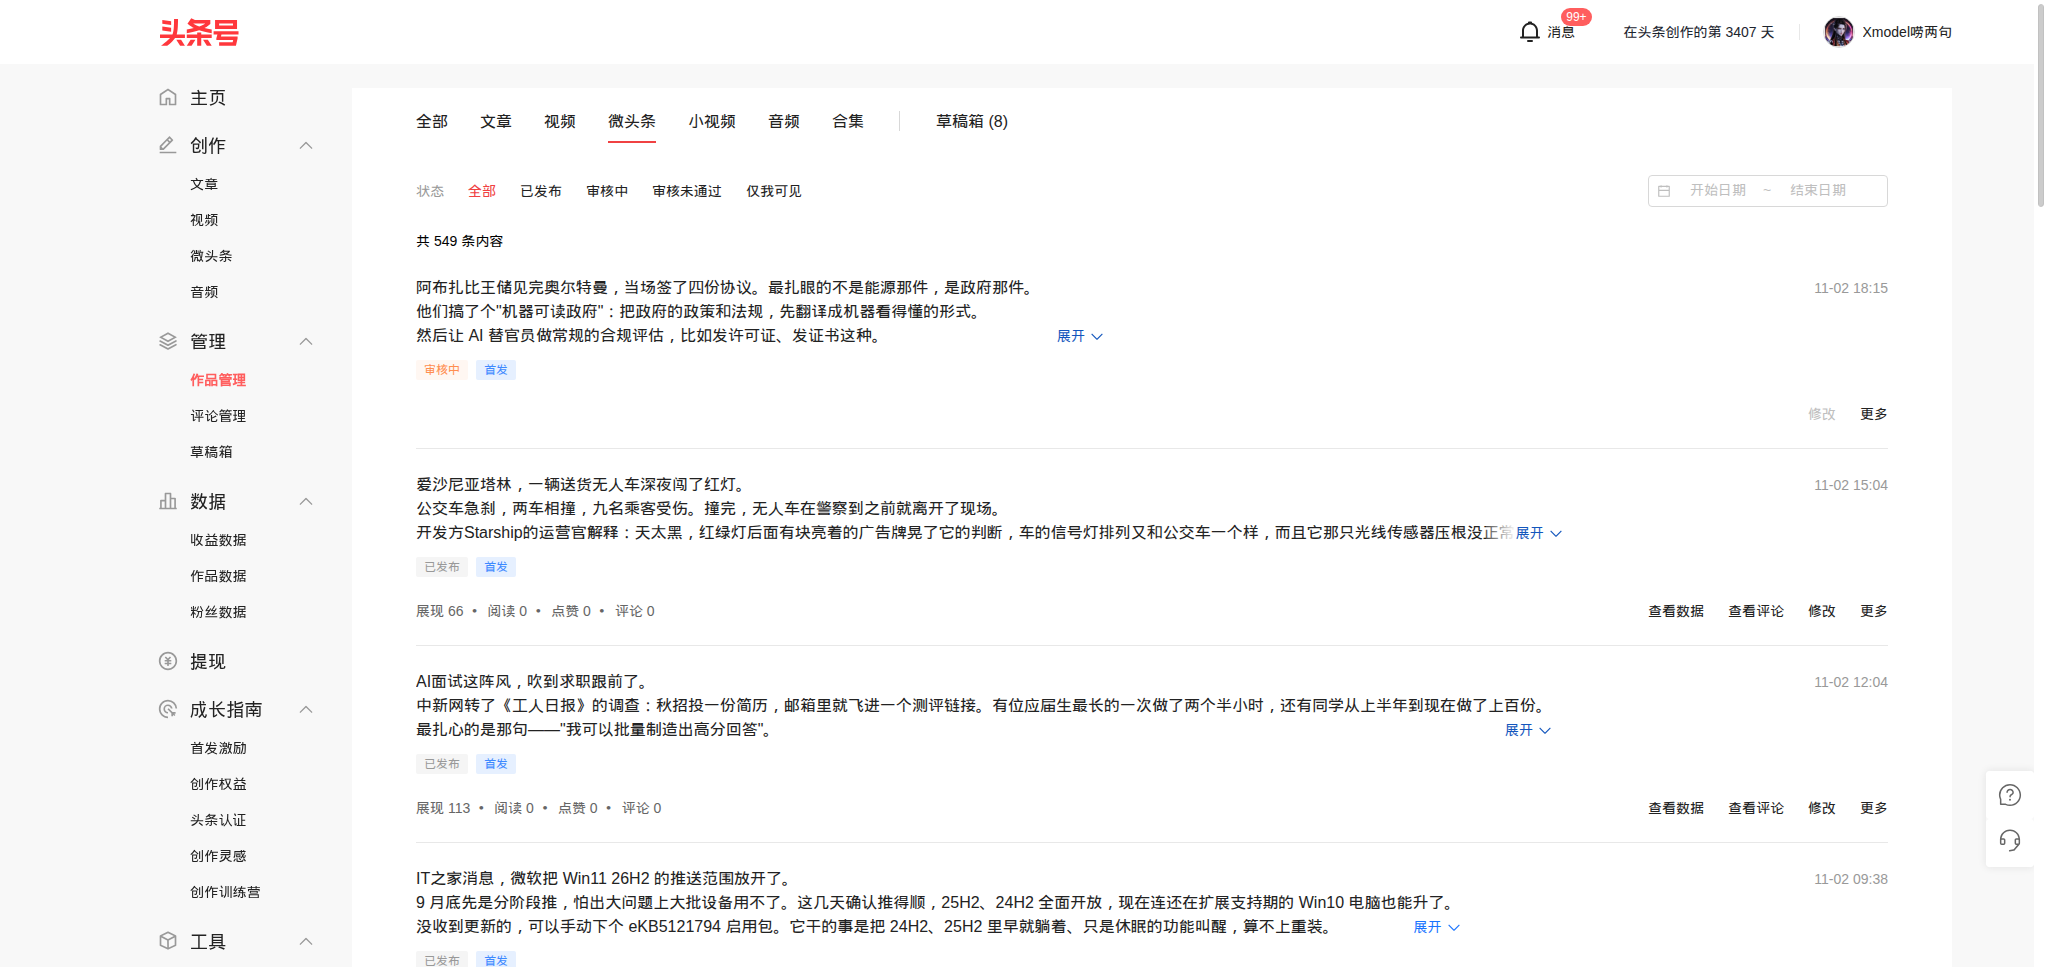 头条号
消息
99+
在头条创作的第 3407 天
Xmodel唠两句
主页
创作
文章
视频
微头条
音频
管理
作品管理
评论管理
草稿箱
数据
收益数据
作品数据
粉丝数据
提现
成长指南
首发激励
创作权益
头条认证
创作灵感
创作训练营
工具
全部 文章 视频 微头条 小视频 音频 合集 草稿箱 (8)
状态 全部 已发布 审核中 审核未通过 仅我可见
开始日期 ~ 结束日期
共 549 条内容
阿布扎比王储见完奥尔特曼，当场签了四份协议。最扎眼的不是能源那件，是政府那件。
11-02 18:15
他们搞了个"机器可读政府"：把政府的政策和法规，先翻译成机器看得懂的形式。
然后让 AI 替官员做常规的合规评估，比如发许可证、发证书这种。
展开
审核中 首发
修改 更多
爱沙尼亚塔林，一辆送货无人车深夜闯了红灯。
11-02 15:04
公交车急刹，两车相撞，九名乘客受伤。撞完，无人车在警察到之前就离开了现场。
开发方Starship的运营官解释：天太黑，红绿灯后面有块亮着的广告牌晃了它的判断，车的信号灯排列又和公交车一个样，而且它那只光线传感器压根没正常
展开
已发布 首发
展现 66 • 阅读 0 • 点赞 0 • 评论 0
查看数据 查看评论 修改 更多
AI面试这阵风，吹到求职跟前了。
11-02 12:04
中新网转了《工人日报》的调查：秋招投一份简历，邮箱里就飞进一个测评链接。有位应届生最长的一次做了两个半小时，还有同学从上半年到现在做了上百份。
最扎心的是那句——"我可以批量制造出高分回答"。
展开
已发布 首发
展现 113 • 阅读 0 • 点赞 0 • 评论 0
查看数据 查看评论 修改 更多
IT之家消息，微软把 Win11 26H2 的推送范围放开了。
11-02 09:38
9 月底先是分阶段推，怕出大问题上大批设备用不了。这几天确认推得顺，25H2、24H2 全面开放，现在连还在扩展支持期的 Win10 电脑也能升了。
没收到更新的，可以手动下个 eKB5121794 启用包。它干的事是把 24H2、25H2 里早就躺着、只是休眠的功能叫醒，算不上重装。
展开
已发布 首发